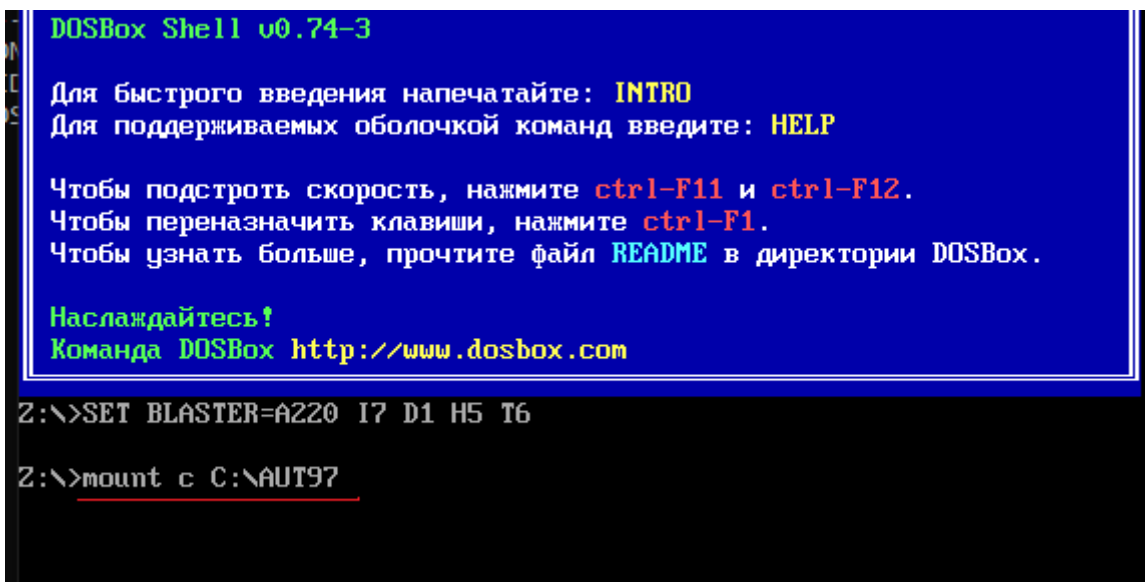 DOSBox Shell v0.74-3
Для быстрого введения напечатайте: INTRO
Для поддерживаемых оболочкой команд введите: HELP
Чтобы подстроть скорость, нажмите ctrl-F11 и ctrl-F12.
Чтобы переназначить клавиши, нажмите ctrl-F1.
Чтобы узнать больше, прочтите файл README в директории DOSBox.
Наслаждайтесь!
Команда DOSBox http://www.dosbox.com
Z:\>SET BLASTER=A220 I7 D1 H5 T6
Z:\>mount c C:\AUT97